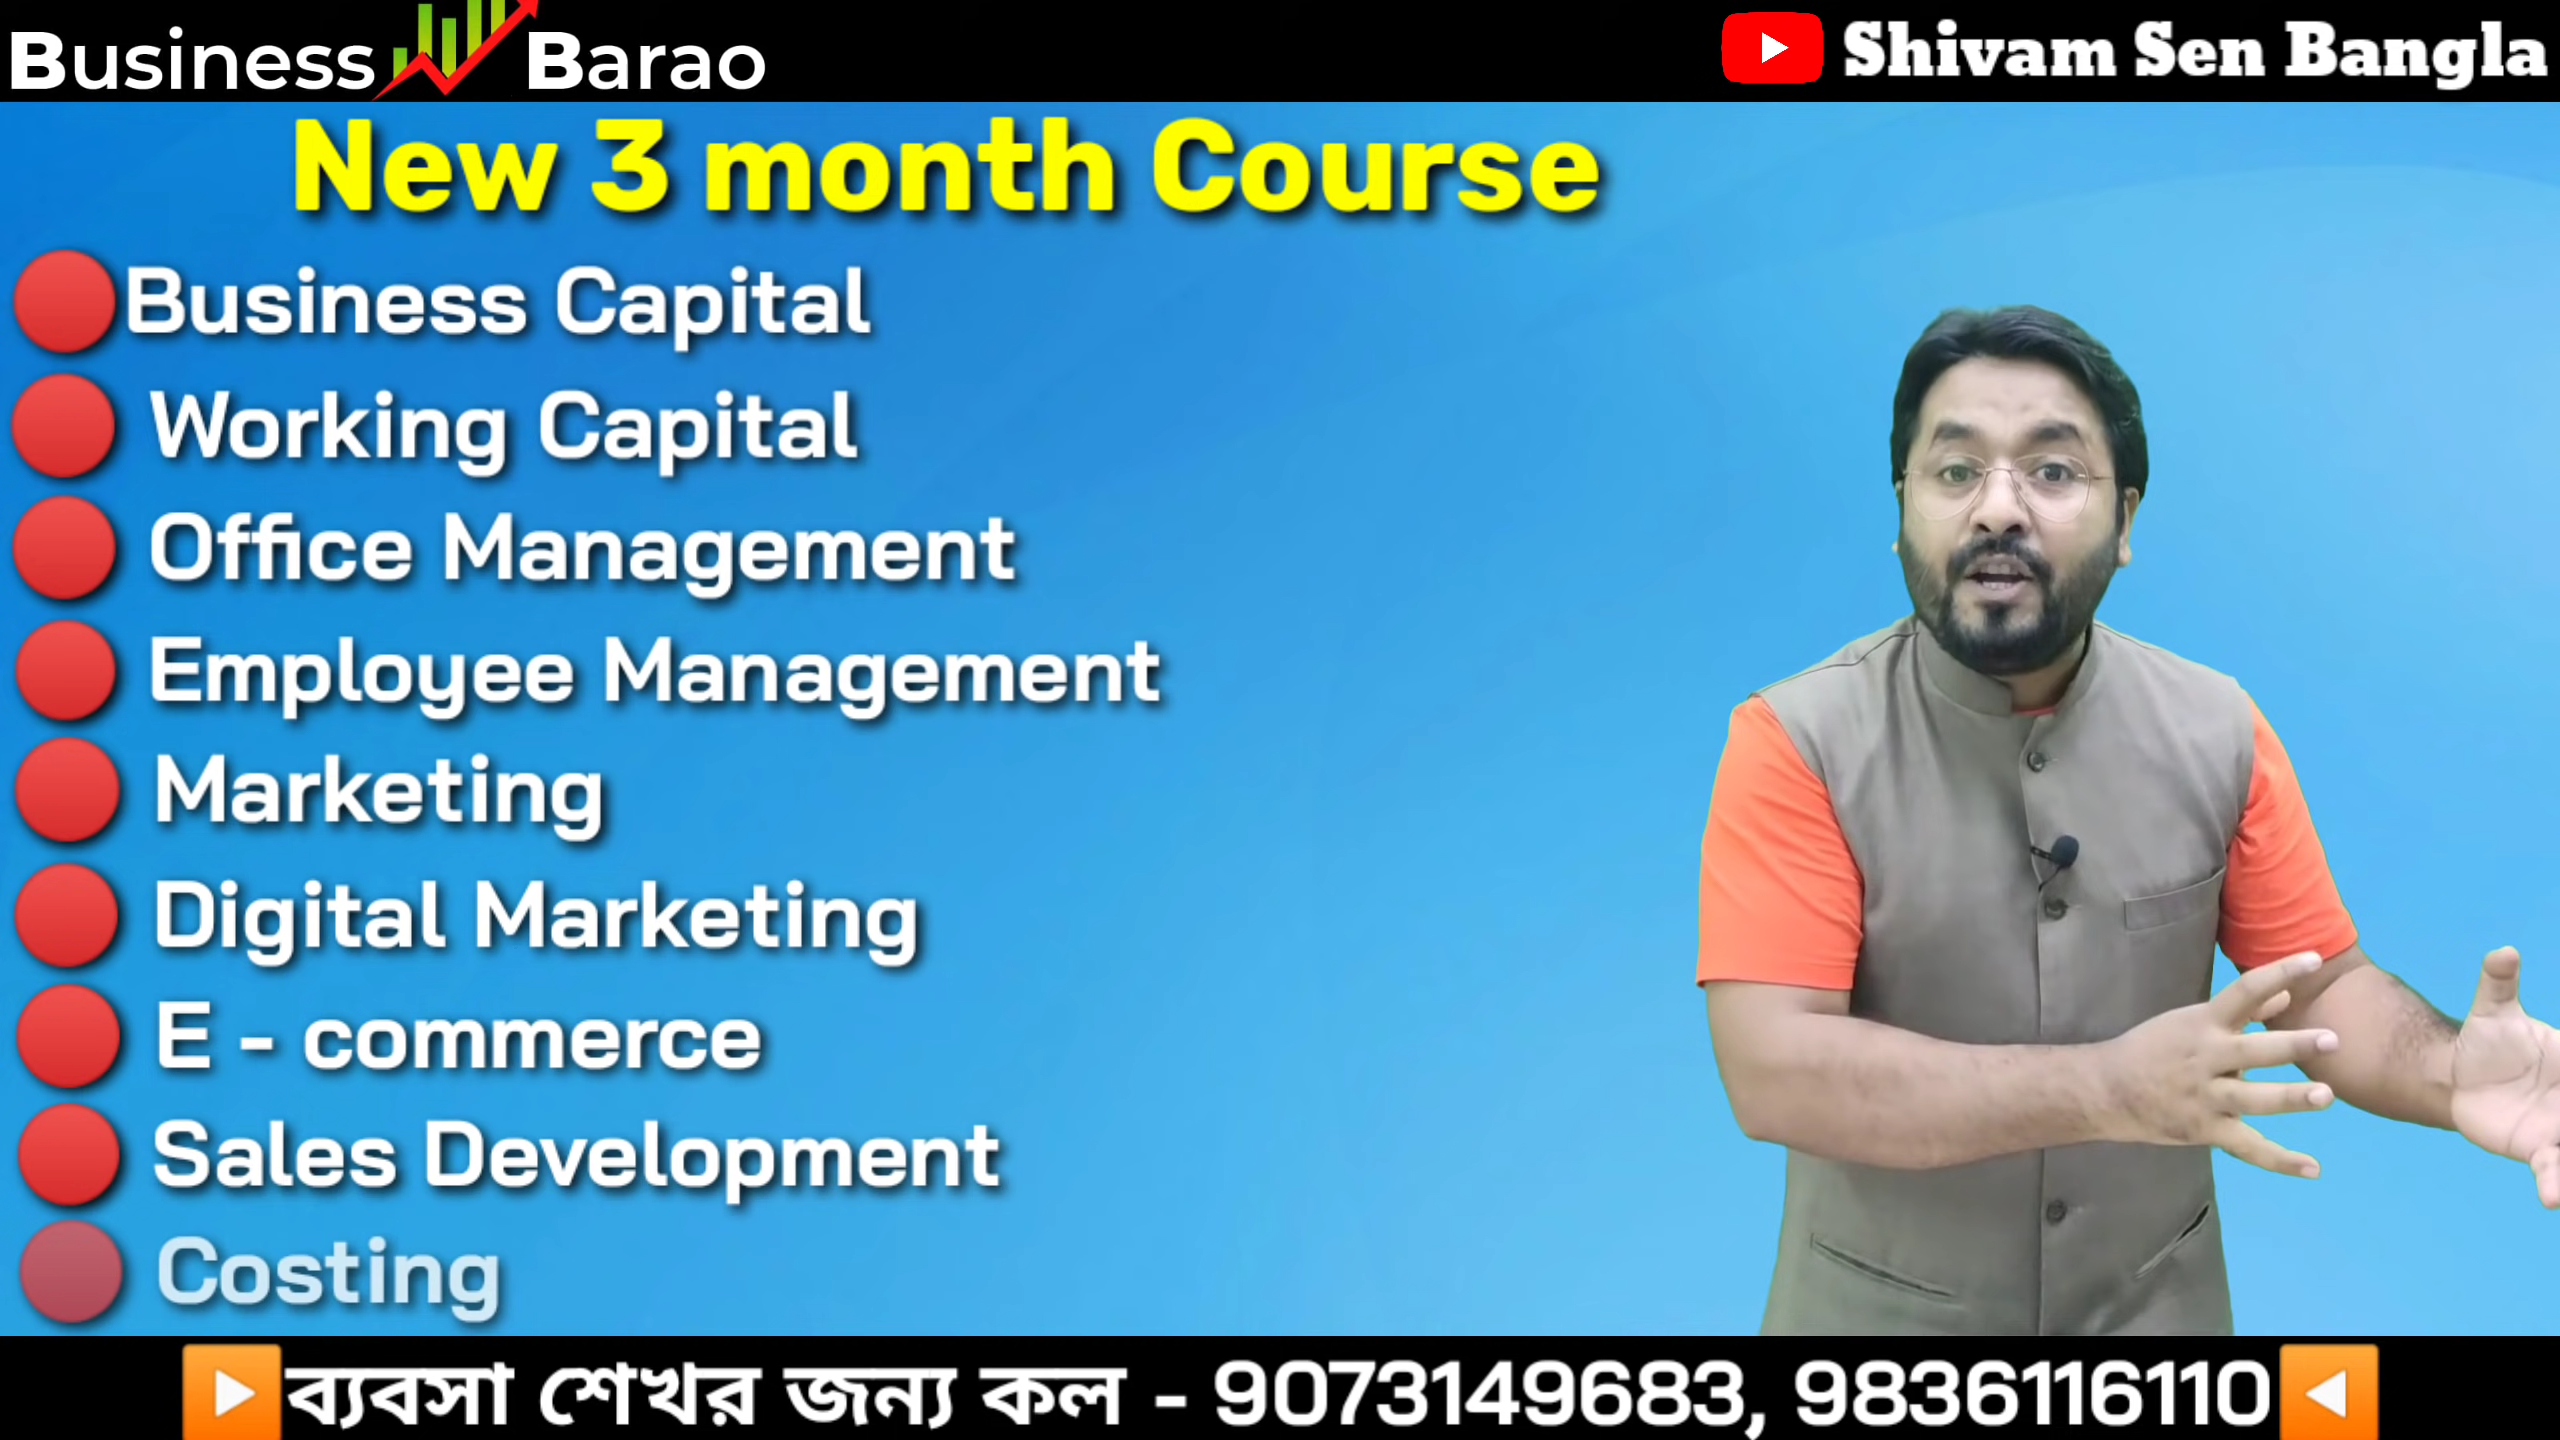 Business Barao
Shivam Sen Bangla
New 3 month Course
Business Capital
Working Capital
Office Management
Employee Management
Marketing
Digital Marketing
E - commerce
Sales Development
Costing
ব্যবসা শেখর জন্য কল - 9073149683, 9836116110